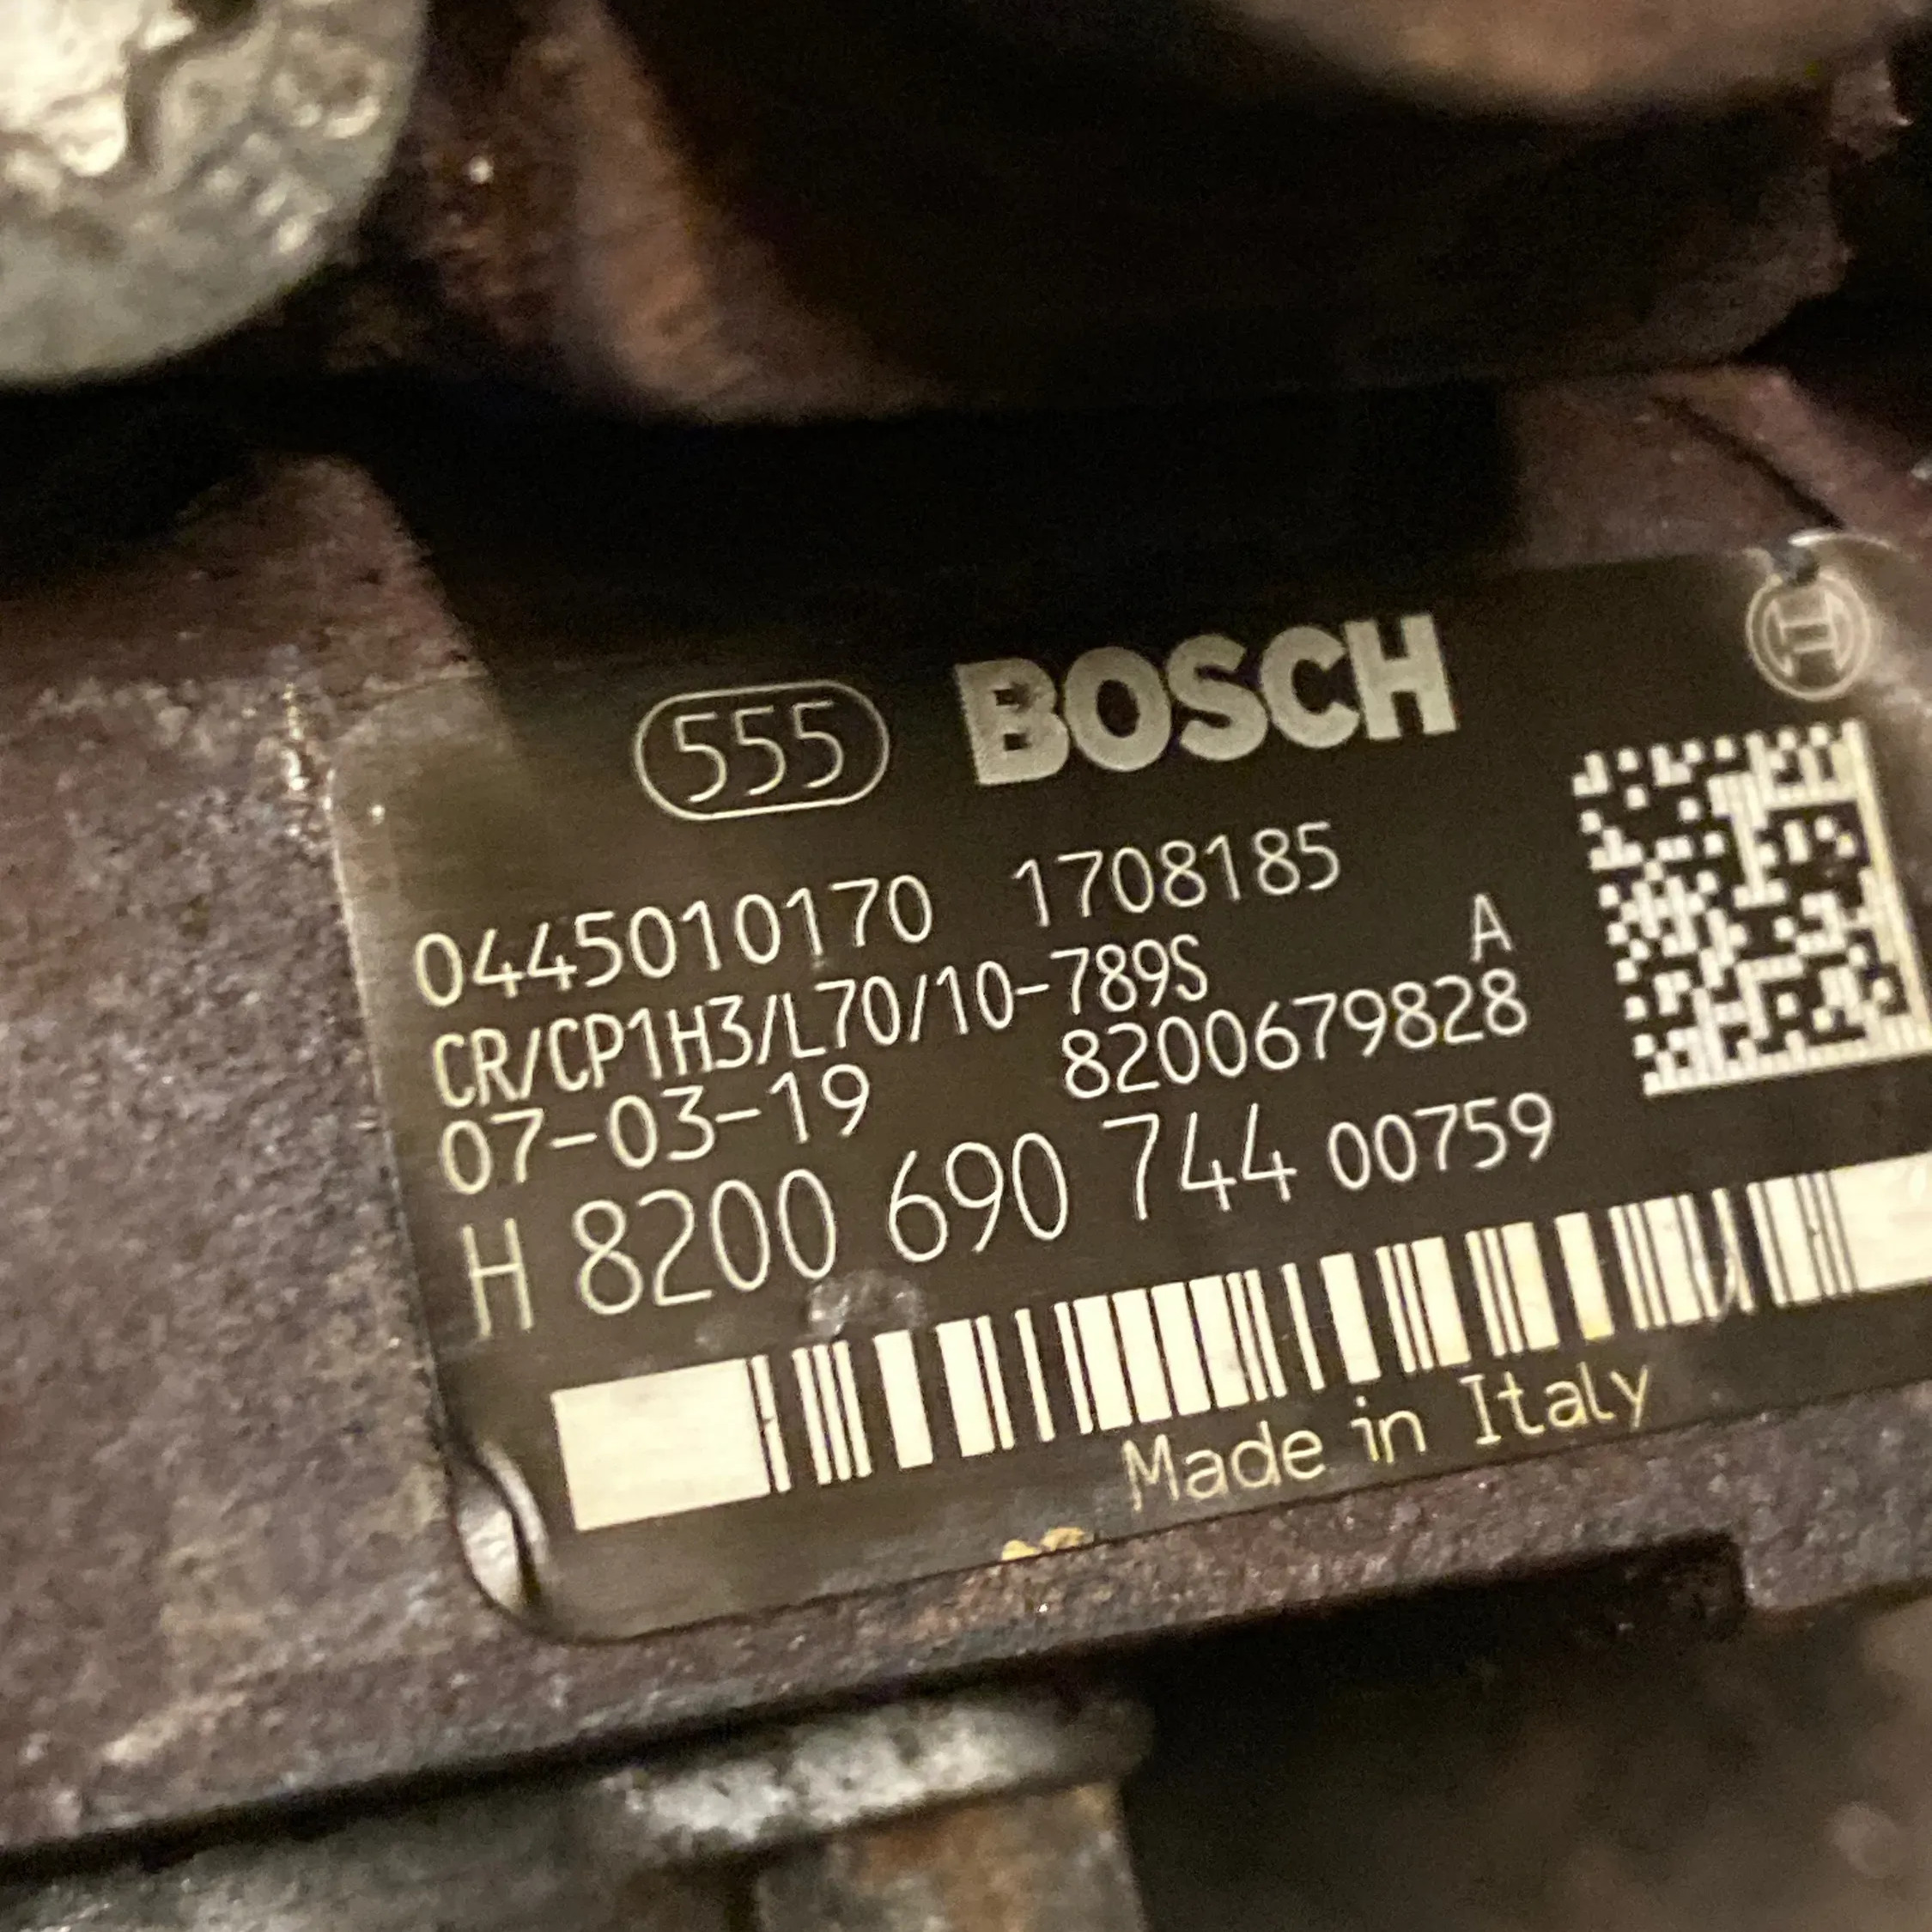 555 BOSCH
0445010170 1708185
CR/CP1H3/L70/10-789S A
07-03-19 8200679828
H 8200 690 744 00759
Made in Italy